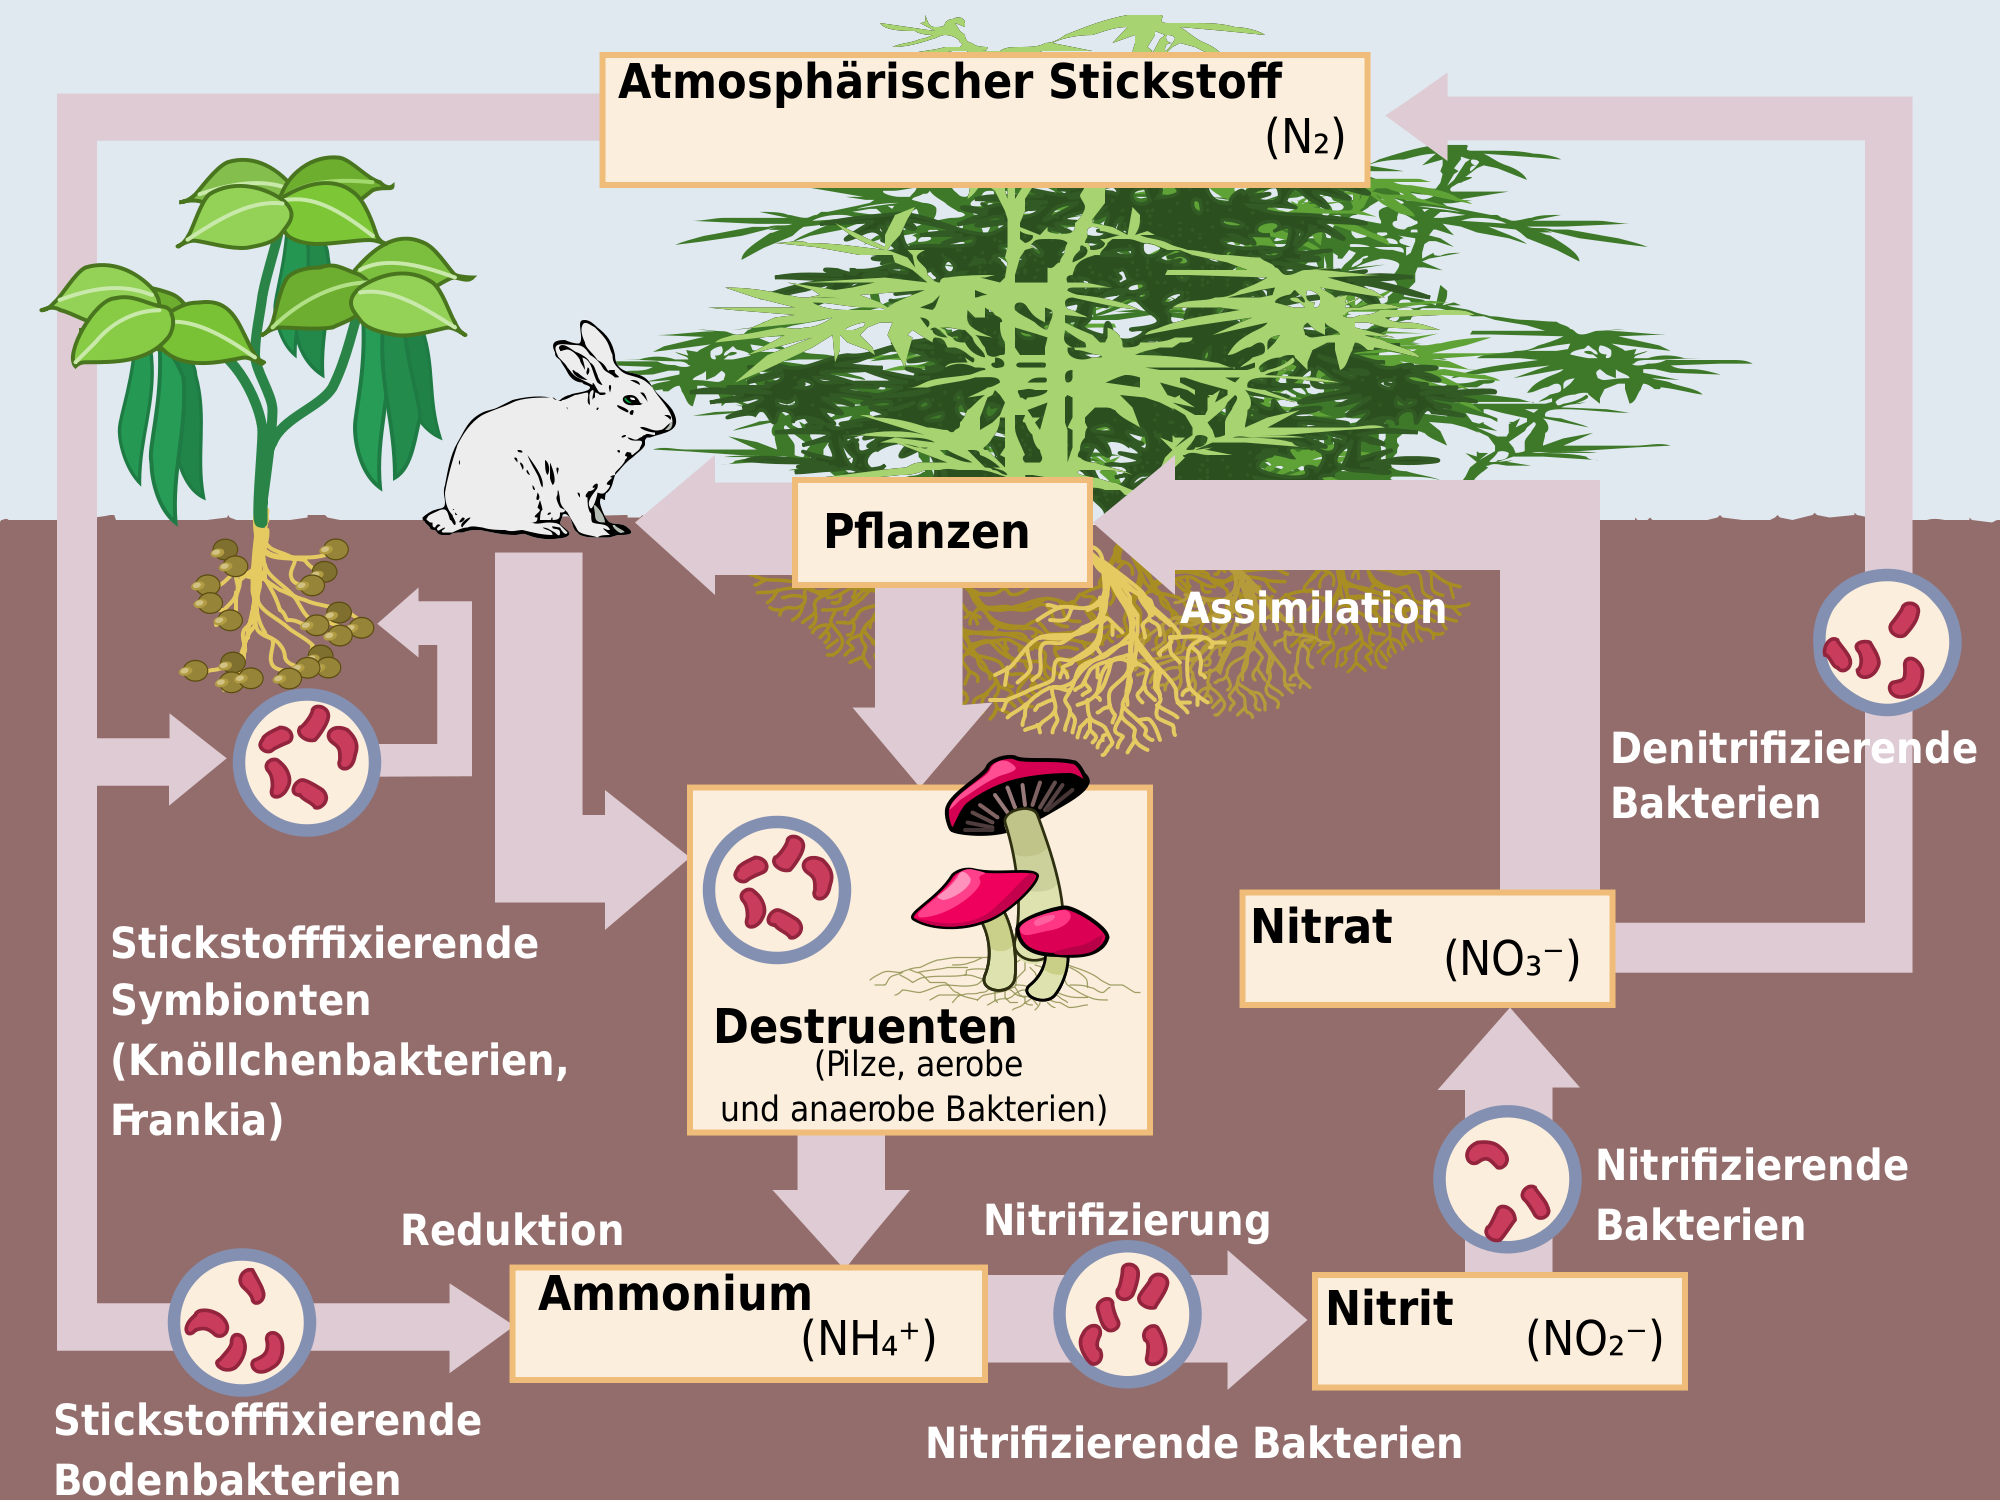 Atmosphärischer Stickstoff
(N₂)
Pflanzen
Assimilation
Denitrifizierende
Bakterien
Stickstofffixierende
Symbionten
(Knöllchenbakterien,
Frankia)
Destruenten
(Pilze, aerobe
und anaerobe Bakterien)
Nitrat
(NO₃⁻)
Nitrifizierende
Bakterien
Reduktion
Nitrifizierung
Ammonium
(NH₄⁺)
Nitrit
(NO₂⁻)
Stickstofffixierende
Bodenbakterien
Nitrifizierende Bakterien